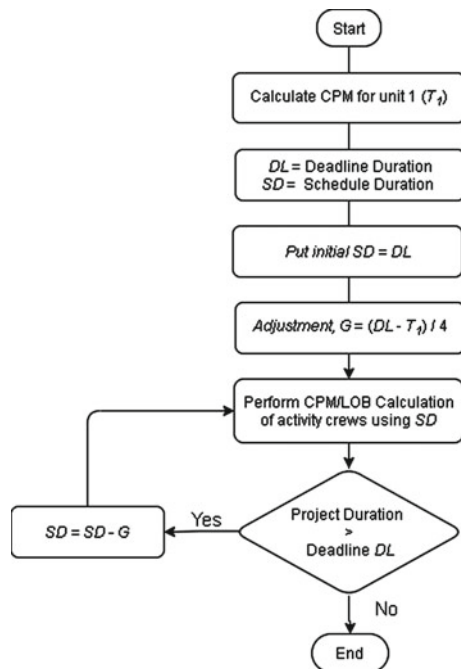 Start
Calculate CPM for unit 1 (T1)
DL = Deadline Duration
SD = Schedule Duration
Put initial SD = DL
Adjustment, G = (DL - T1) / 4
Perform CPM/LOB Calculation
of activity crews using SD
Project Duration
>
Deadline DL
Yes
SD = SD - G
No
End